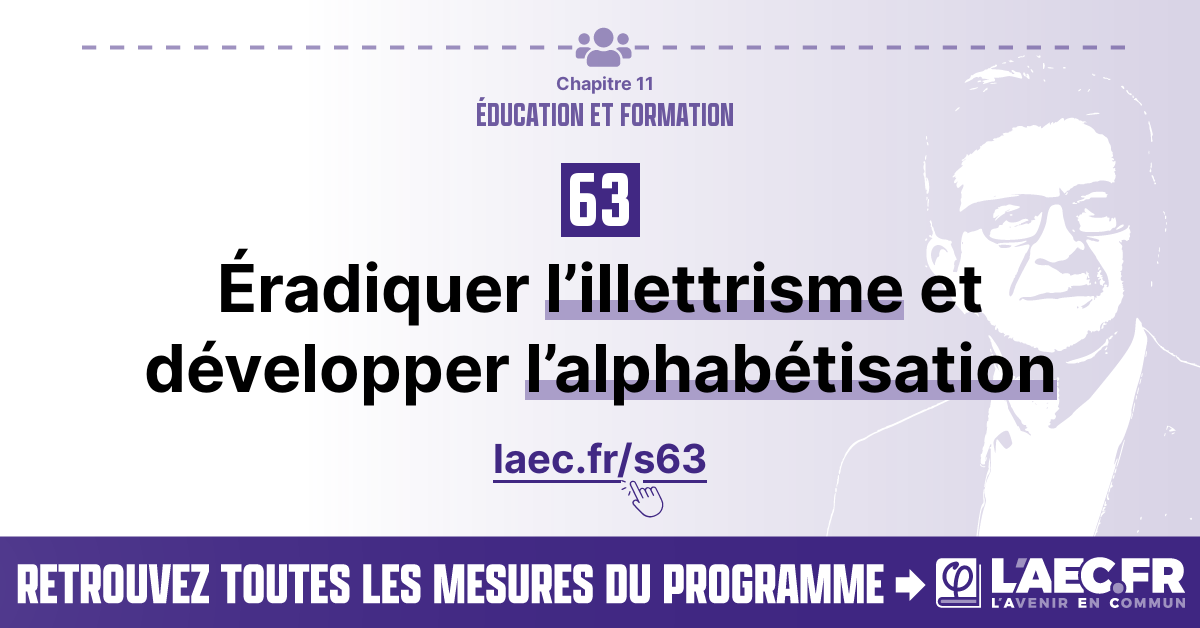 Chapitre 11
ÉDUCATION ET FORMATION
63
Éradiquer l’illettrisme et
développer l’alphabétisation
laec.fr/s63
RETROUVEZ TOUTES LES MESURES DU PROGRAMME
L'AEC.FR
L'AVENIR EN COMMUN